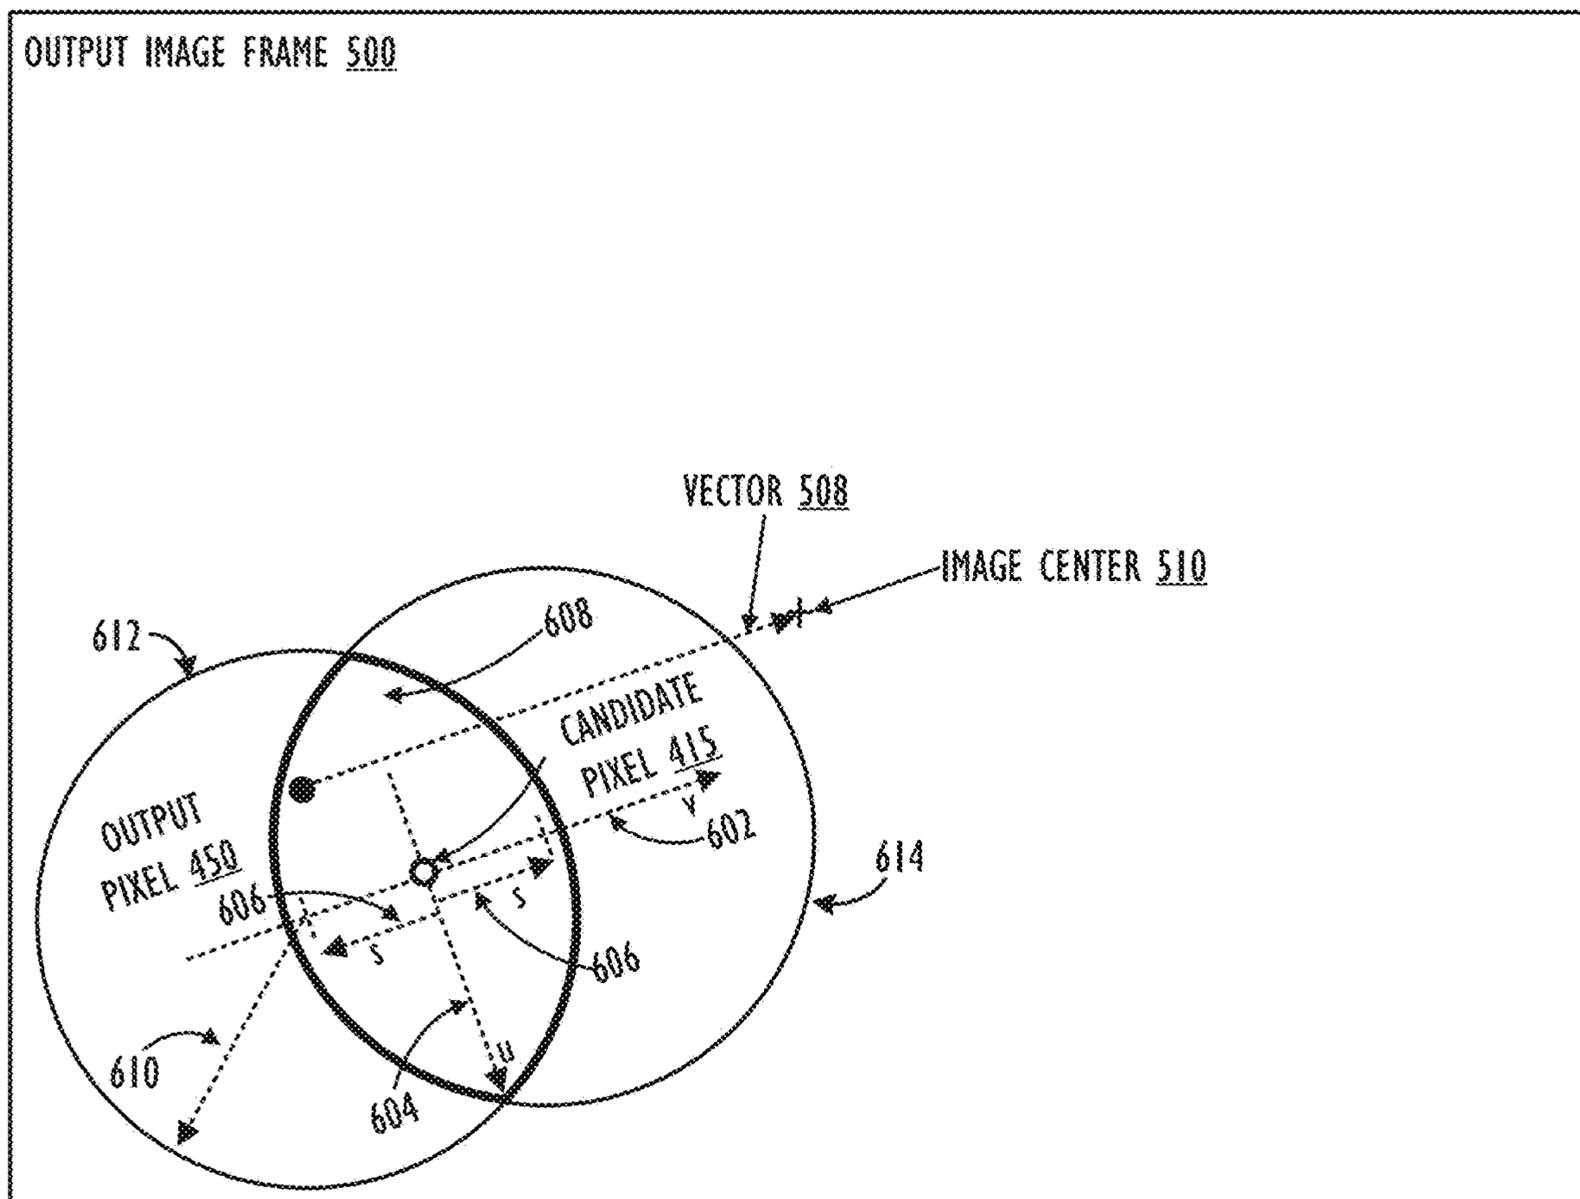 OUTPUT IMAGE FRAME 500
VECTOR 508
IMAGE CENTER 510
612
608
CANDIDATE
PIXEL 415
OUTPUT
PIXEL 450
V
602
614
606
S
S
606
610
604
U